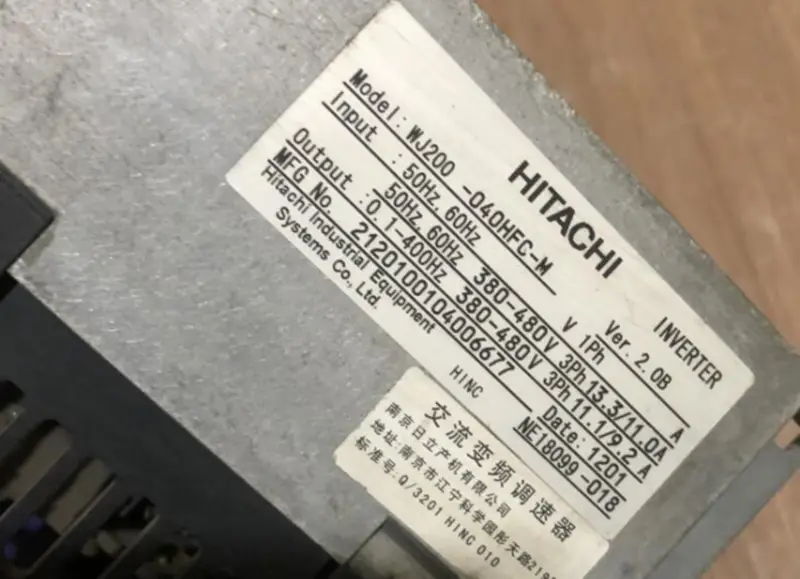 HITACHI INVERTER
Model: WJ200 -040HFC-M Ver. 2.0B
Input : 50Hz, 60Hz V 1Ph A
50Hz, 60Hz 380-480V 3Ph 13.3/11.0A
Output : 0.1-400Hz 380-480V 3Ph 11.1/9.2 A
MFG No. 21201001040066​77 Date: 1201
Hitachi Industrial Equipment HINC NE18099-018
Systems Co., Ltd.
交流变频调速器
南京日立产机有限公司
地址: 南京市江宁科学园彤天路
标准号: Q/3201 HINC 010